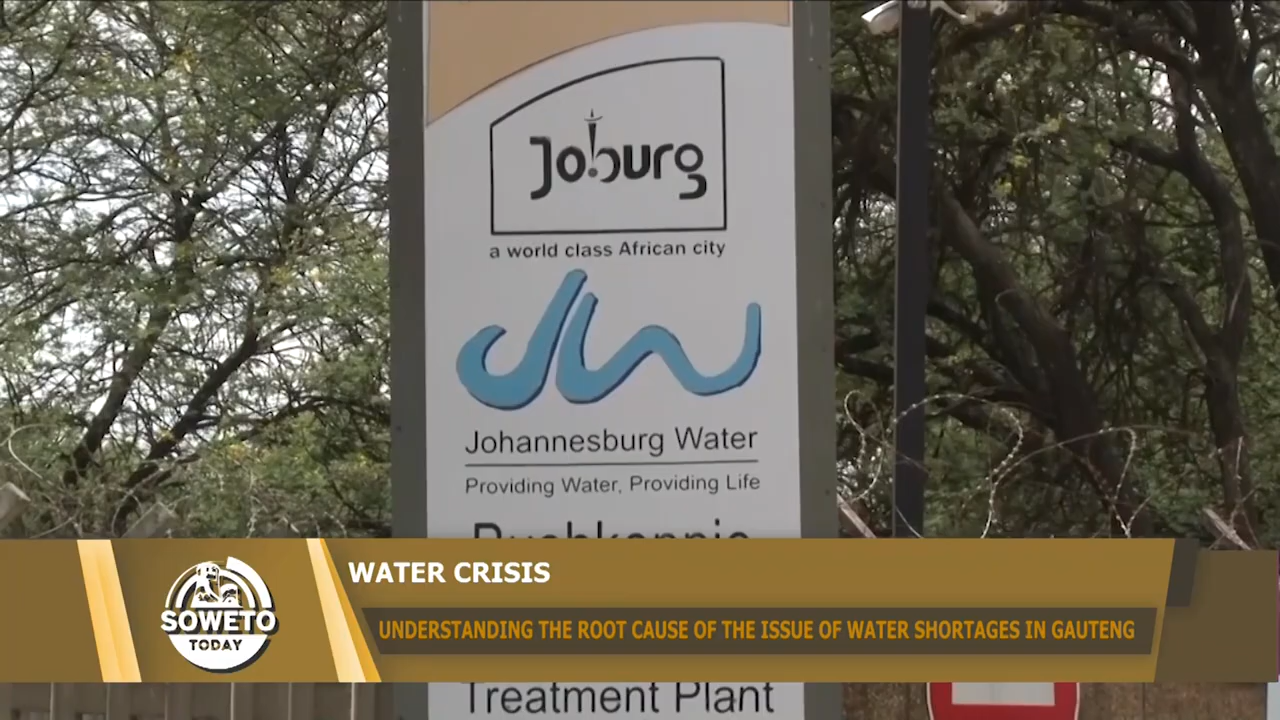 Joburg
a world class African city
Johannesburg Water
Providing Water, Providing Life
WATER CRISIS
UNDERSTANDING THE ROOT CAUSE OF THE ISSUE OF WATER SHORTAGES IN GAUTENG
SOWETO
TODAY
Treatment Plant